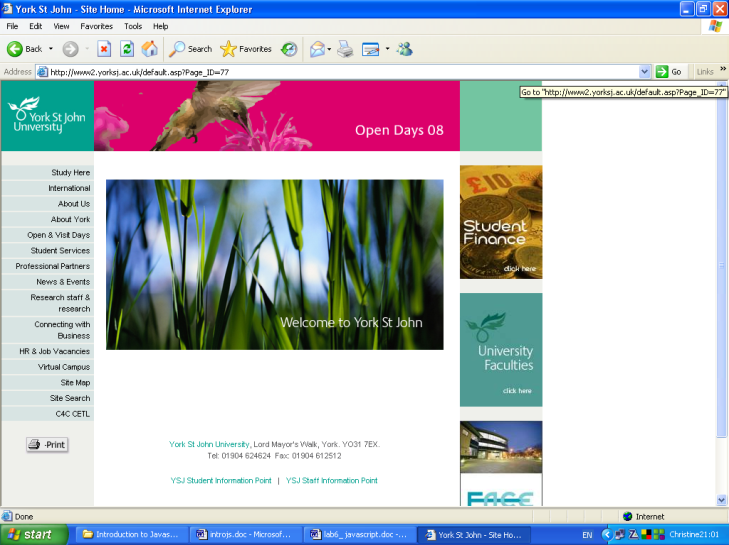 York St John - Site Home - Microsoft Internet Explorer
File Edit View Favorites Tools Help
Back Search Favorites
Address http://www2.yorksj.ac.uk/default.asp?Page_ID=77 Go Links »
Go to "http://www2.yorksj.ac.uk/default.asp?Page_ID=77"
York St John
University
Open Days 08
Study Here
International
About Us
About York
Open & Visit Days
Student Services
Professional Partners
News & Events
Research staff &
research
Connecting with
Business
HR & Job Vacancies
Virtual Campus
Site Map
Site Search
C4C CETL
-Print
Welcome to York St John
£10
Student
Finance
click here
University
Faculties
click here
FACE
York St John University, Lord Mayor's Walk, York. YO31 7EX.
Tel: 01904 624624 Fax: 01904 612512
YSJ Student Information Point | YSJ Staff Information Point
Done Internet
start Introduction to Javas... introjs.doc - Microsof... lab6_javascript.doc -... York St John - Site Ho... EN Christine21:01